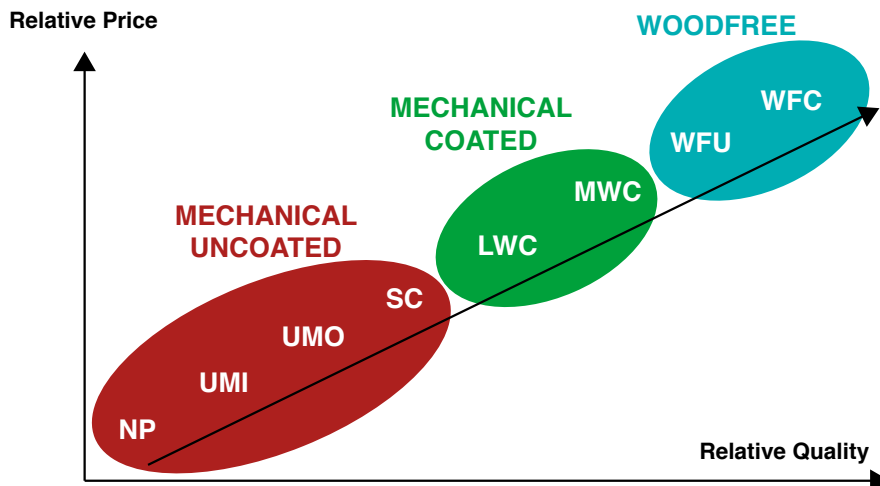 Relative Price
WOODFREE
WFC
WFU
MECHANICAL
COATED
MWC
LWC
MECHANICAL
UNCOATED
SC
UMO
UMI
NP
Relative Quality